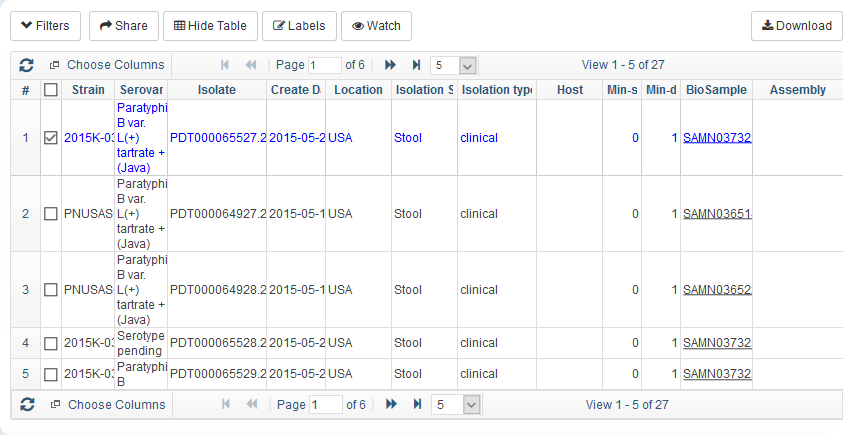 Filters Share Hide Table Labels Watch Download
Choose Columns Page 1 of 6 5 View 1 - 5 of 27
# Strain Serovar Isolate Create Da Location Isolation S Isolation type Host Min-s Min-d BioSample Assembly
1 2015K-03 Paratyphi B var. L(+) tartrate + (Java) PDT000065527.2 2015-05-2 USA Stool clinical 0 1 SAMN03732
2 PNUSAS Paratyphi B var. L(+) tartrate + (Java) PDT000064927.2 2015-05-1 USA Stool clinical 0 1 SAMN03651
3 PNUSAS Paratyphi B var. L(+) tartrate + (Java) PDT000064928.2 2015-05-1 USA Stool clinical 0 1 SAMN03652
4 2015K-03 Serotype pending PDT000065528.2 2015-05-2 USA Stool clinical 0 1 SAMN03732
5 2015K-03 Paratyphi B PDT000065529.2 2015-05-2 USA Stool clinical 0 1 SAMN03732
Choose Columns Page 1 of 6 5 View 1 - 5 of 27